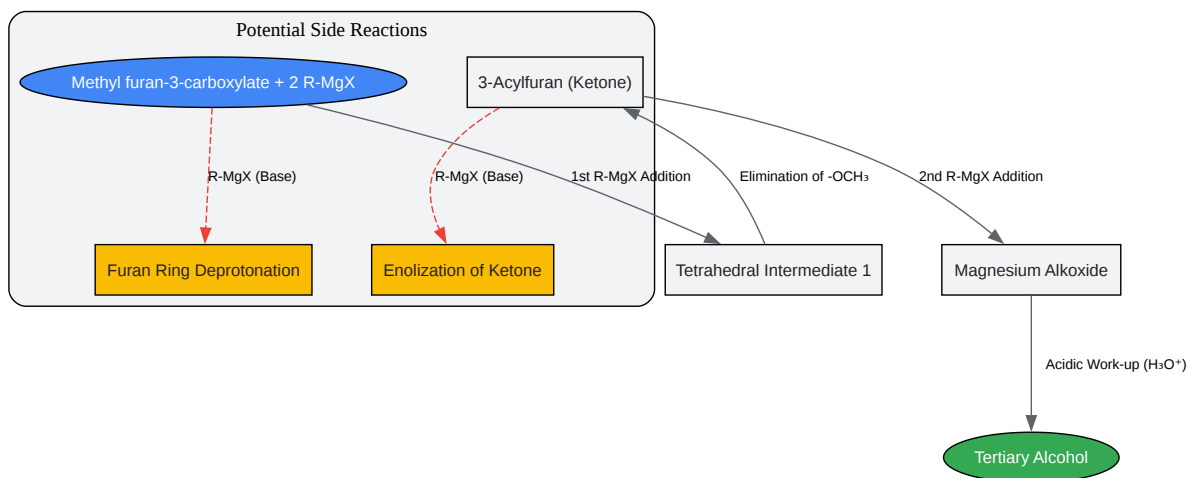 Potential Side Reactions
Methyl furan-3-carboxylate + 2 R-MgX
3-Acylfuran (Ketone)
R-MgX (Base)
R-MgX (Base)
1st R-MgX Addition
Elimination of -OCH₃
2nd R-MgX Addition
Furan Ring Deprotonation
Enolization of Ketone
Tetrahedral Intermediate 1
Magnesium Alkoxide
Acidic Work-up (H₃O⁺)
Tertiary Alcohol